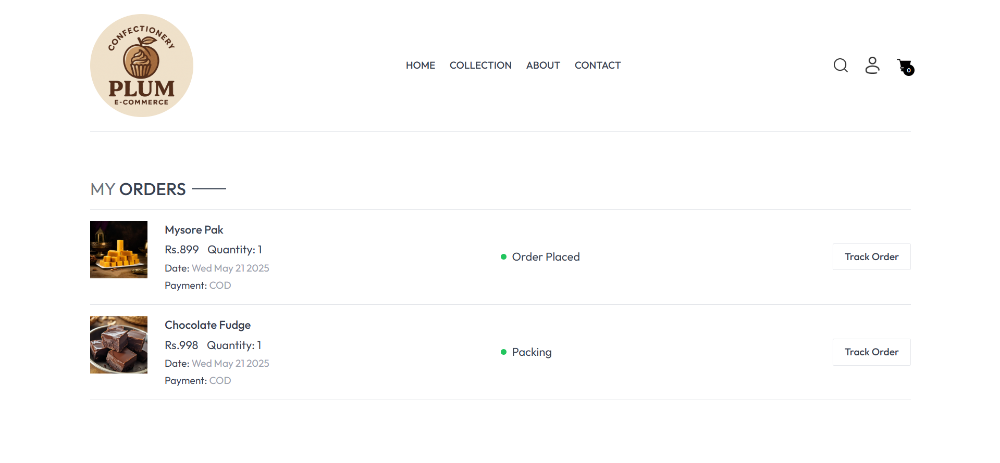 CONFECTIONERY
PLUM
E-COMMERCE
HOME COLLECTION ABOUT CONTACT
0
MY ORDERS
Mysore Pak
Rs.899 Quantity: 1
Date: Wed May 21 2025
Payment: COD
Order Placed
Track Order
Chocolate Fudge
Rs.998 Quantity: 1
Date: Wed May 21 2025
Payment: COD
Packing
Track Order